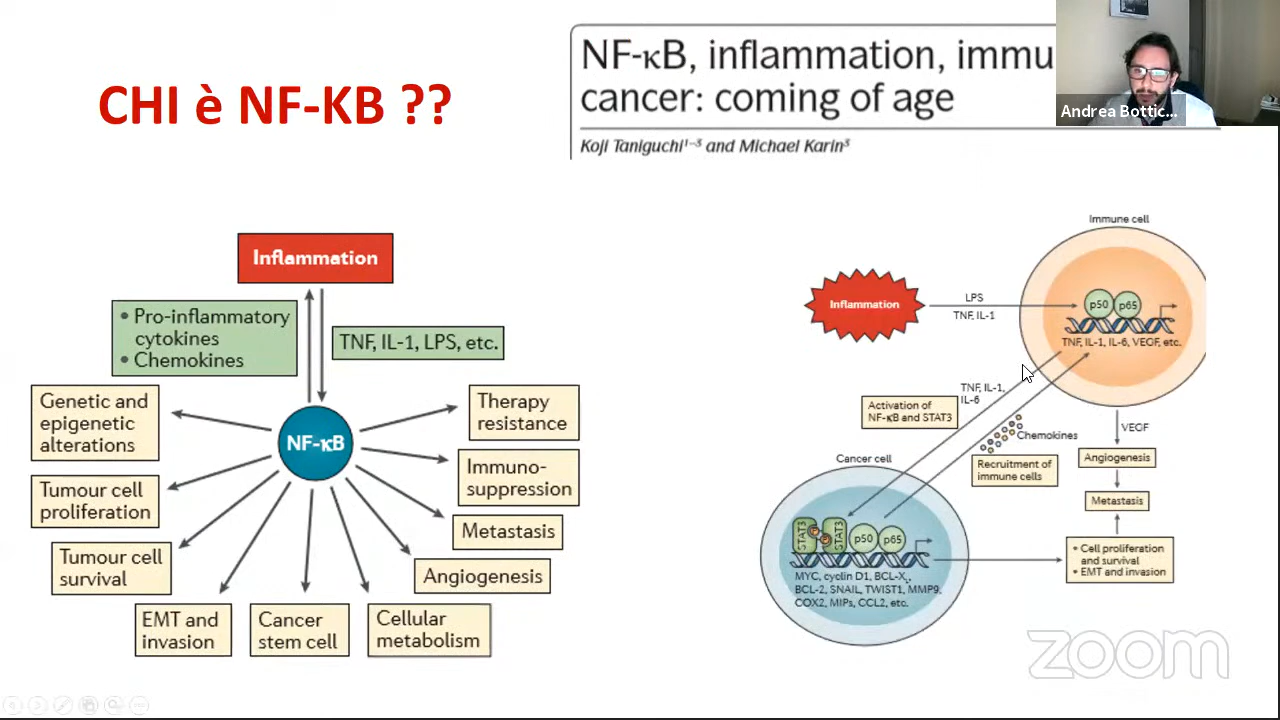 CHI è NF-KB ??
NF-κB, inflammation, immu
cancer: coming of age
Koji Taniguchi¹⁻³ and Michael Karin³
Andrea Bottic...
Inflammation
• Pro-inflammatory
cytokines
• Chemokines
TNF, IL-1, LPS, etc.
NF-κB
Genetic and
epigenetic
alterations
Tumour cell
proliferation
Tumour cell
survival
EMT and
invasion
Cancer
stem cell
Cellular
metabolism
Angiogenesis
Metastasis
Immuno-
suppression
Therapy
resistance
Immune cell
Inflammation
LPS
TNF, IL-1
p50
p65
TNF, IL-1, IL-6, VEGF, etc.
TNF, IL-1,
IL-6
Activation of
NF-κB and STAT3
Chemokines
Recruitment of
immune cells
VEGF
Angiogenesis
Metastasis
• Cell proliferation
and survival
• EMT and invasion
Cancer cell
STAT3
P
P
STAT3
p50
p65
MYC, cyclin D1, BCL-XL,
BCL-2, SNAIL, TWIST1, MMP9,
COX2, MIPs, CCL2, etc.
zoom